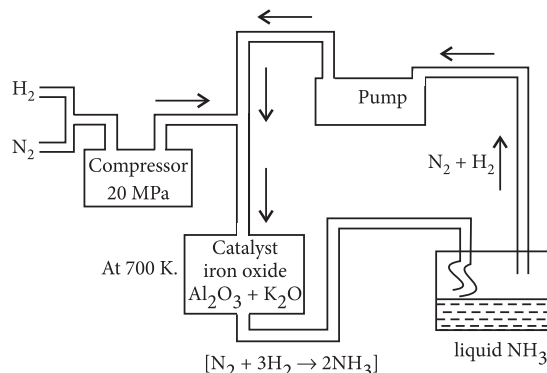 H₂
N₂
Compressor
20 MPa
Pump
N₂ + H₂
At 700 K.
Catalyst
iron oxide
Al₂O₃ + K₂O
[N₂ + 3H₂ → 2NH₃]
liquid NH₃